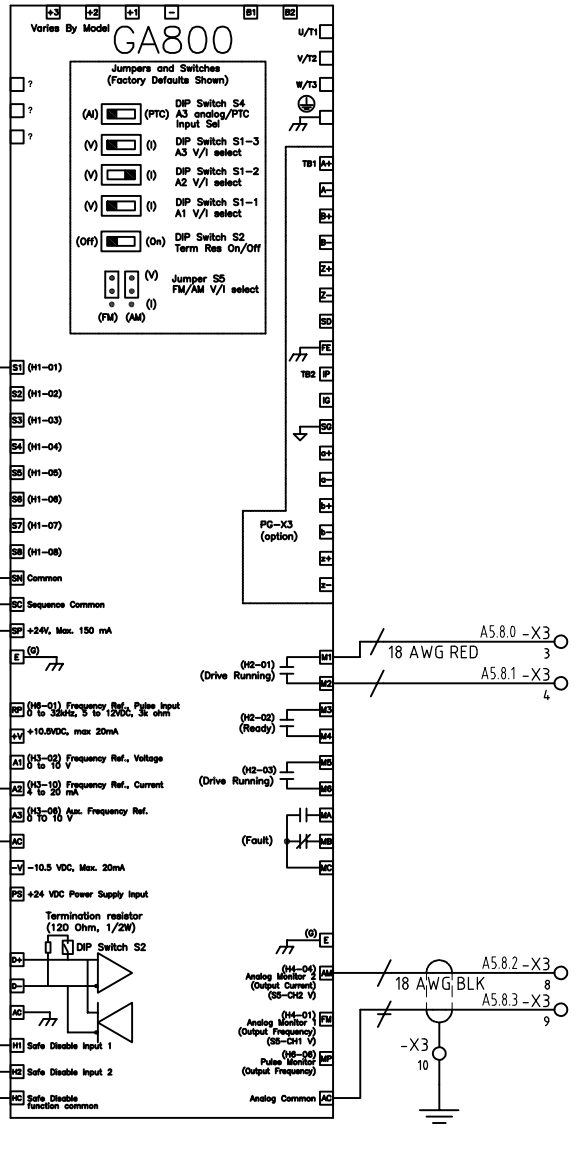 +3 +2 +1 - B1 B2
Varies By Model
GA800
U/T1
V/T2
W/T3
?
?
?
Jumpers and Switches
(Factory Defaults Shown)
(AI) (PTC) DIP Switch S4
A3 analog/PTC
Input Sel
(V) (I) DIP Switch S1-3
A3 V/I select
(V) (I) DIP Switch S1-2
A2 V/I select
(V) (I) DIP Switch S1-1
A1 V/I select
(Off) (On) DIP Switch S2
Term Res On/Off
(V)
(I)
Jumper S5
FM/AM V/I select
(FM) (AM)
TB1 A+
A-
B+
B-
Z+
Z-
SD
FE
TB2 IP
IG
SG
a+
a-
b+
b-
z+
z-
PG-X3
(option)
S1 (H1-01)
S2 (H1-02)
S3 (H1-03)
S4 (H1-04)
S5 (H1-05)
S6 (H1-06)
S7 (H1-07)
S8 (H1-08)
SN Common
SC Sequence Common
SP +24V, Max. 150 mA
E (G)
RP (H6-01) Frequency Ref., Pulse Input
0 to 32kHz, 5 to 12VDC, 3k ohm
+V +10.5VDC, max 20mA
A1 (H3-02) Frequency Ref., Voltage
0 to 10 V
A2 (H3-10) Frequency Ref., Current
4 to 20 mA
A3 (H3-06) Aux. Frequency Ref.
0 TO 10 V
AC
-V -10.5 VDC, Max. 20mA
PS +24 VDC Power Supply Input
Termination resistor
(120 Ohm, 1/2W)
DIP Switch S2
D+
D-
AC
H1 Safe Disable Input 1
H2 Safe Disable Input 2
HC Safe Disable
function common
(H2-01)
(Drive Running)
M1
M2
(H2-02)
(Ready)
M3
M4
(H2-03)
(Drive Running)
M5
M6
(Fault)
MA
MB
MC
(G) E
(H4-04)
Analog Monitor 2 AM
(Output Current)
(S5-CH2 V)
(H4-01)
Analog Monitor 1 FM
(Output Frequency)
(S5-CH1 V)
(H6-06)
Pulse Monitor MP
(Output Frequency)
Analog Common AC
A5.8.0 -X3
3
18 AWG RED
A5.8.1 -X3
4
A5.8.2 -X3
8
18 AWG BLK
A5.8.3 -X3
9
-X3
10